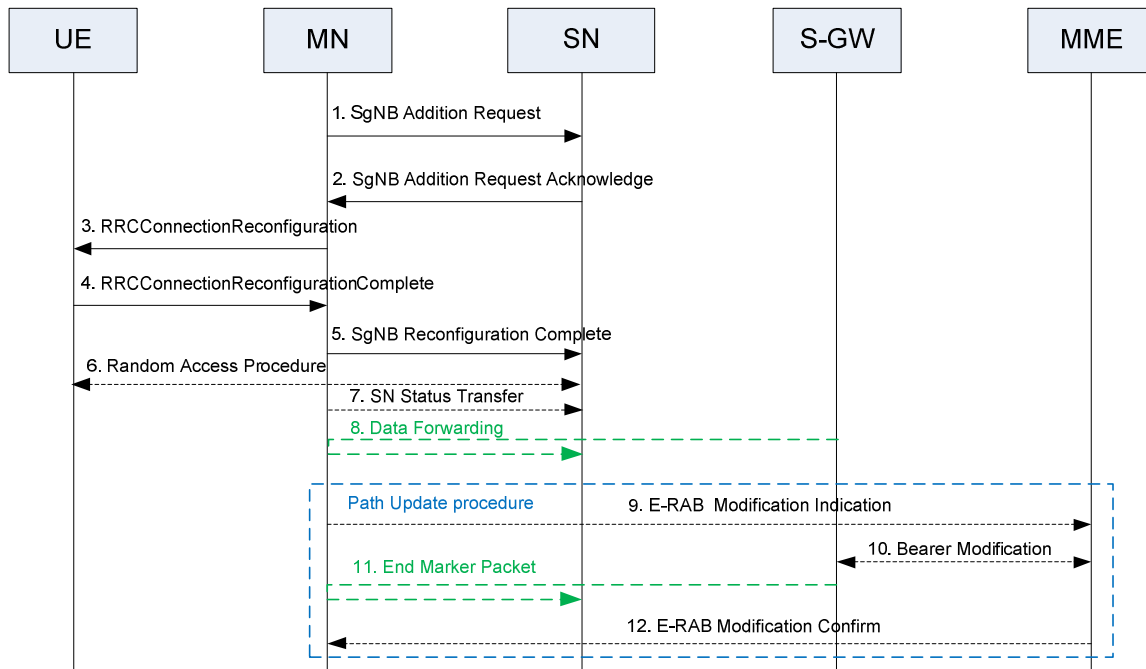 UE
MN
SN
S-GW
MME
1. SgNB Addition Request
2. SgNB Addition Request Acknowledge
3. RRCConnectionReconfiguration
4. RRCConnectionReconfigurationComplete
5. SgNB Reconfiguration Complete
6. Random Access Procedure
7. SN Status Transfer
8. Data Forwarding
Path Update procedure
9. E-RAB Modification Indication
10. Bearer Modification
11. End Marker Packet
12. E-RAB Modification Confirm